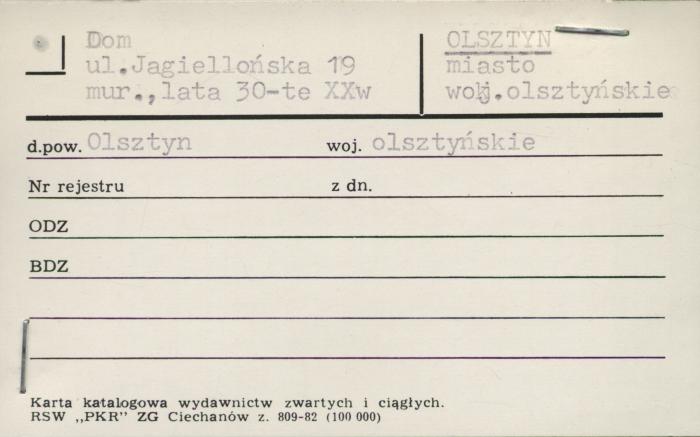 Dom
ul.Jagiellońska 19
mur.,lata 30-te XXw
OLSZTYN
miasto
woj.olsztyńskie
d.pow. Olsztyn woj. olsztyńskie
Nr rejestru z dn.
ODZ
BDZ
Karta katalogowa wydawnictw zwartych i ciągłych.
RSW „PKR” ZG Ciechanów z. 809-82 (100 000)